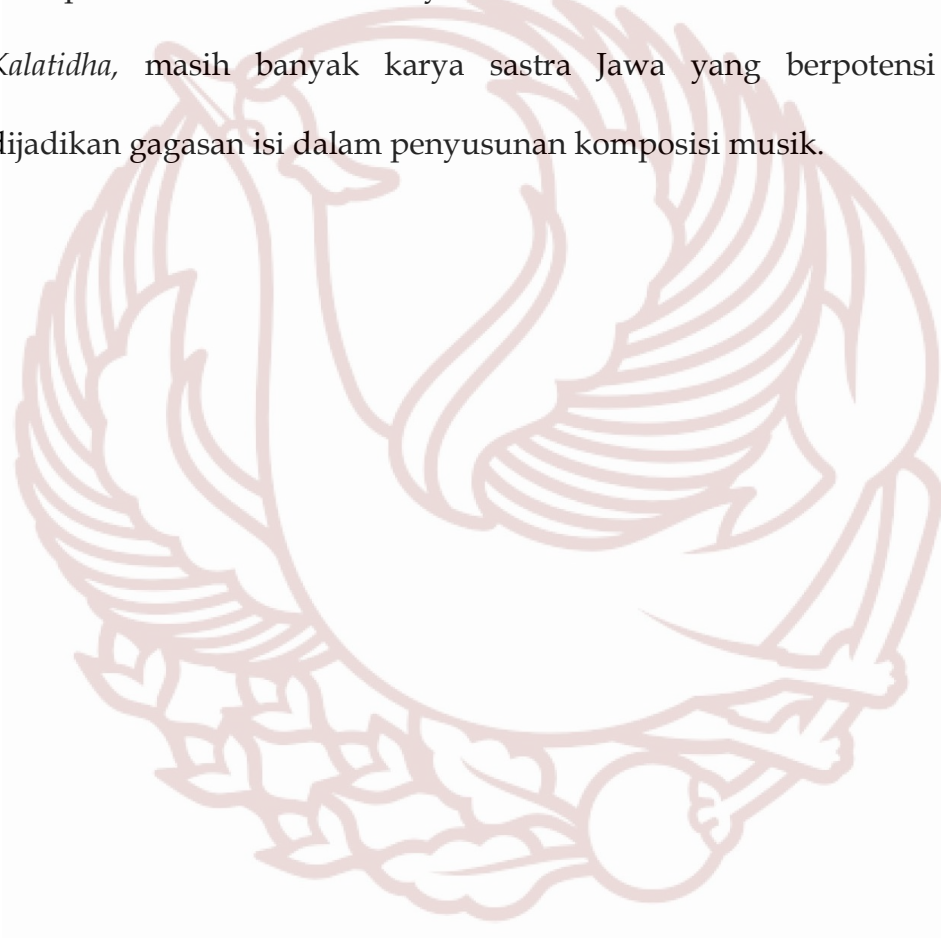 Kalatidha, masih banyak karya sastra Jawa yang berpotensi
dijadikan gagasan isi dalam penyusunan komposisi musik.